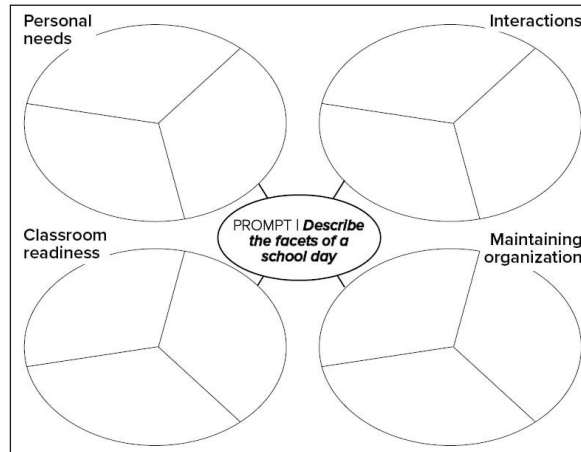 Personal
needs
Interactions
PROMPT | Describe
the facets of a
school day
Classroom
readiness
Maintaining
organization